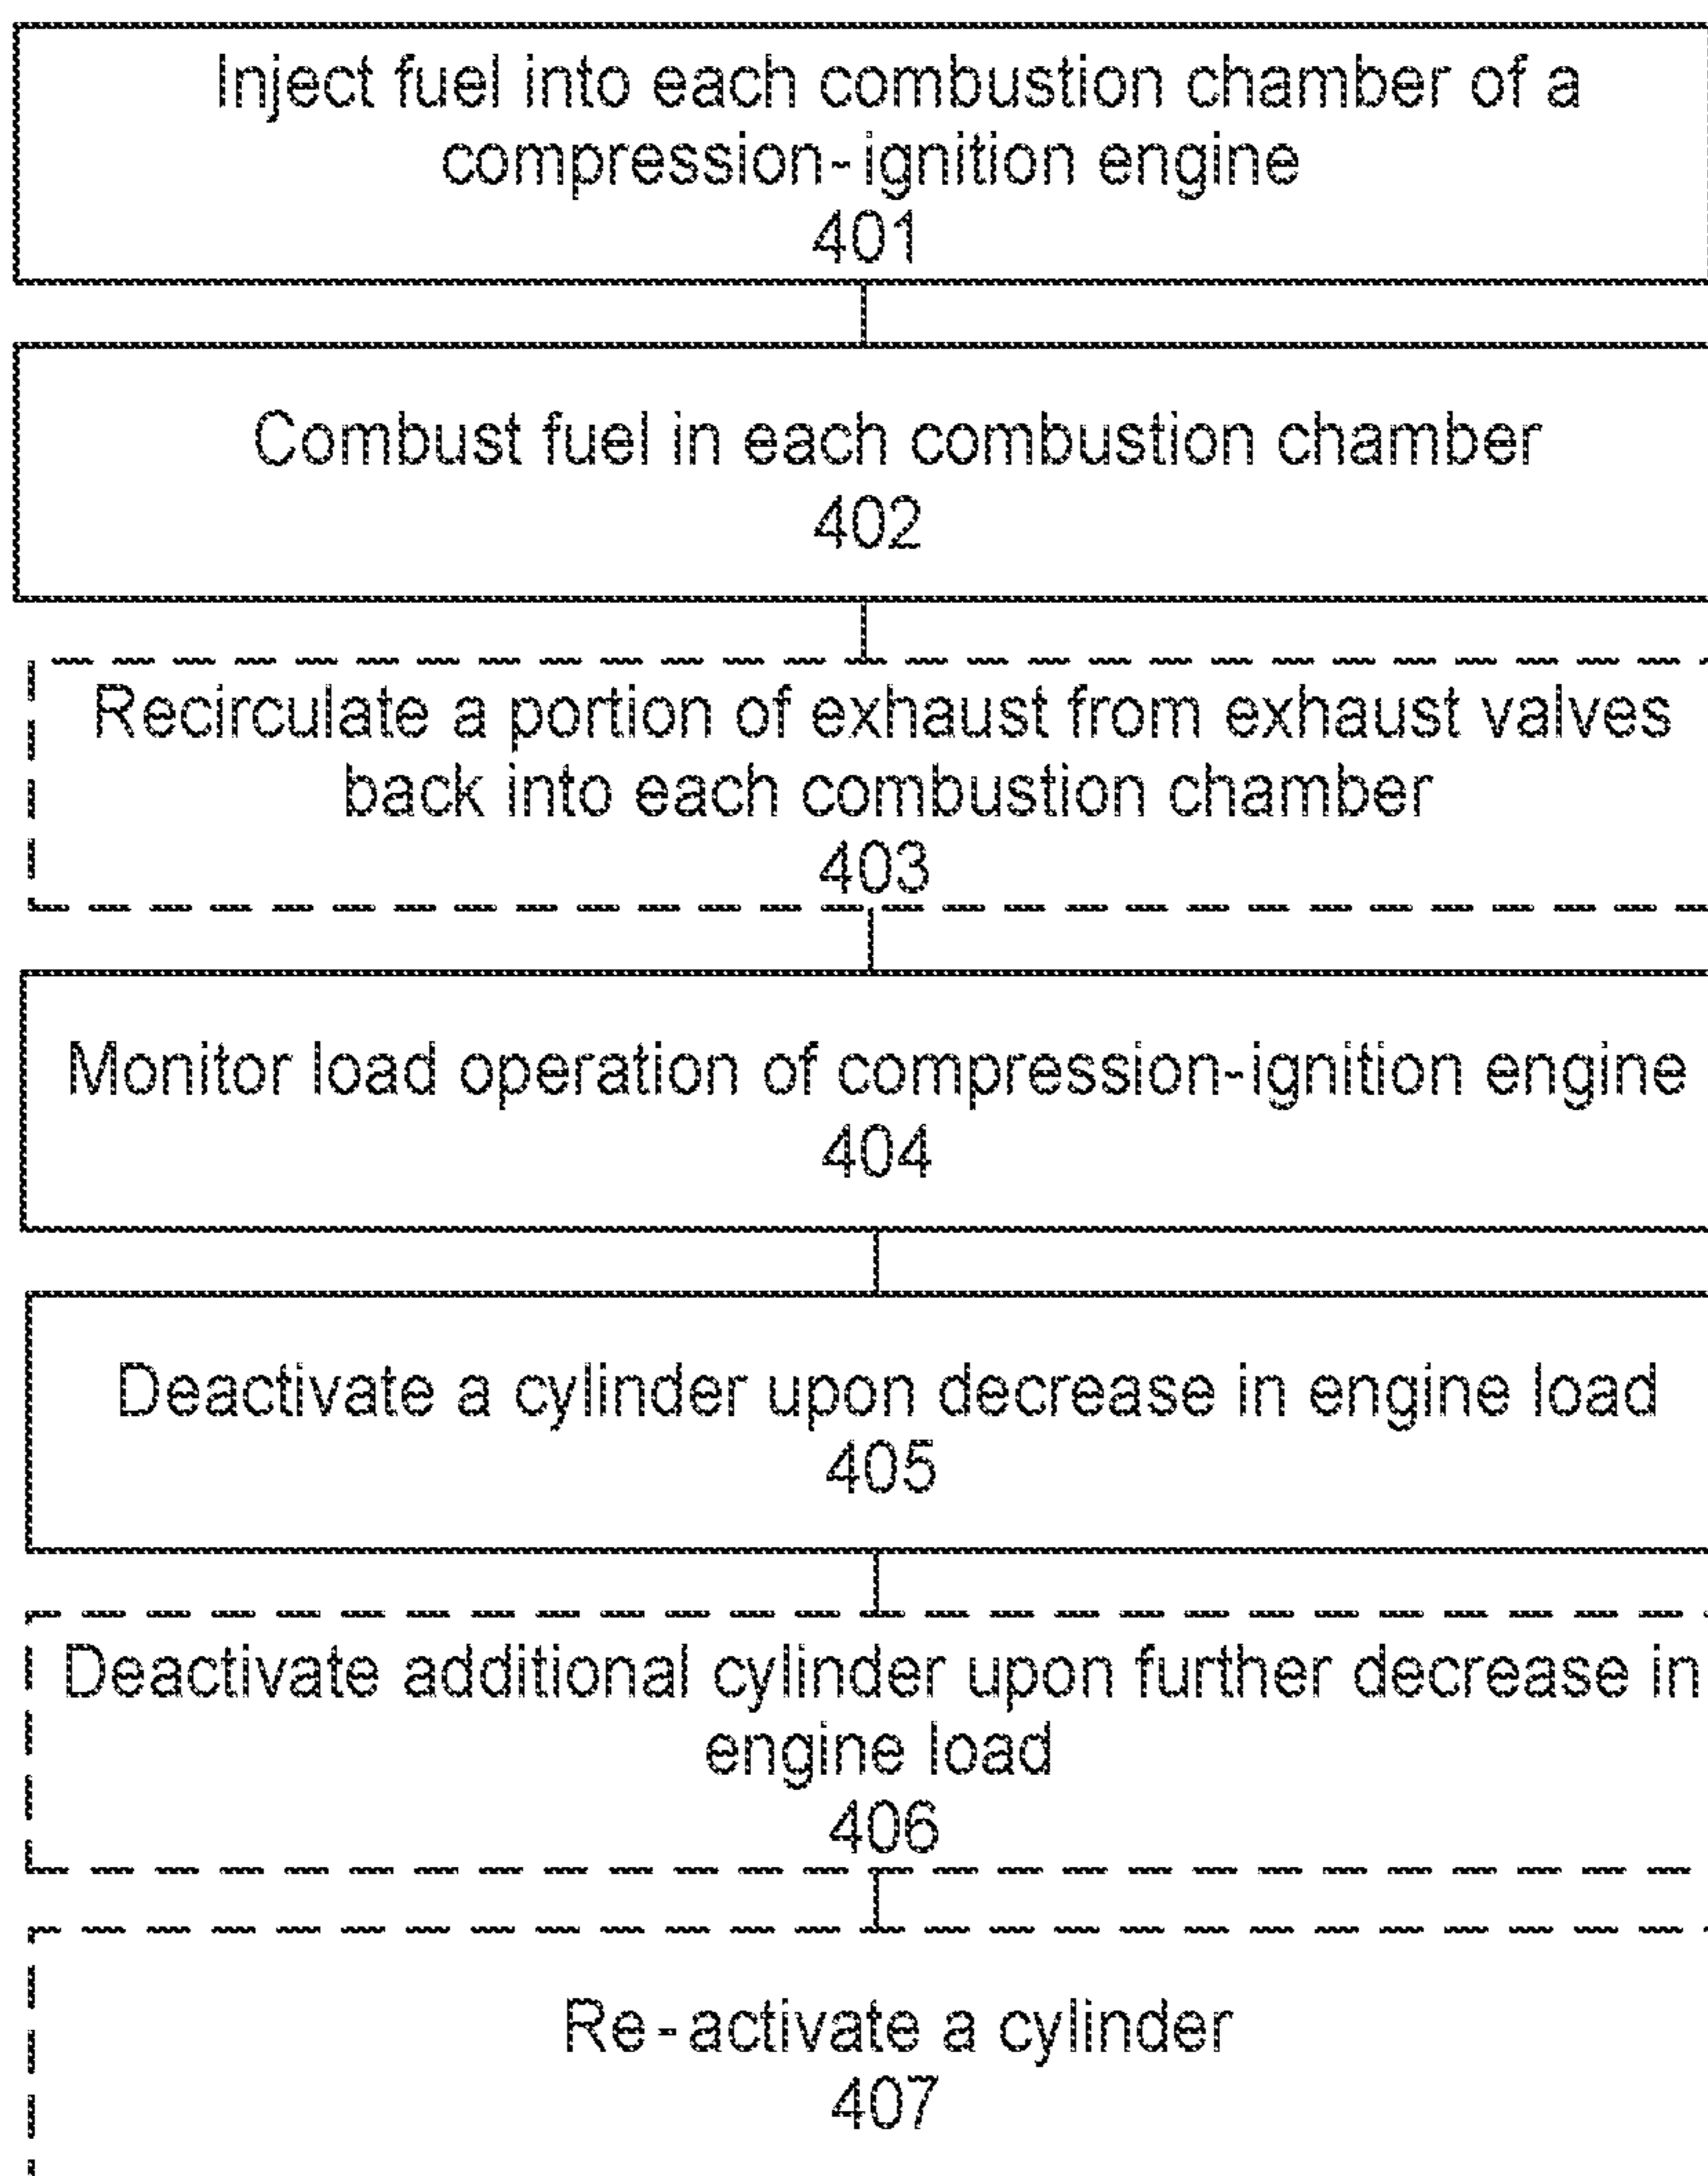 Inject fuel into each combustion chamber of a
compression-ignition engine
401
Combust fuel in each combustion chamber
402
Recirculate a portion of exhaust from exhaust valves
back into each combustion chamber
403
Monitor load operation of compression-ignition engine
404
Deactivate a cylinder upon decrease in engine load
405
Deactivate additional cylinder upon further decrease in
engine load
406
Re-activate a cylinder
407